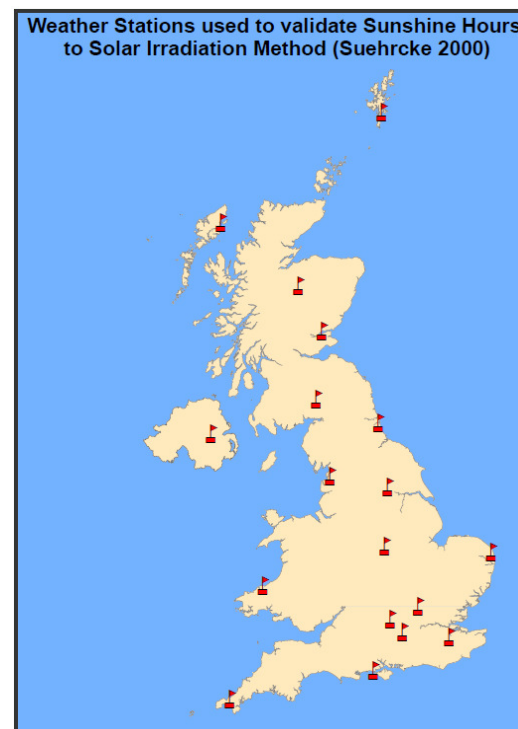 Weather Stations used to validate Sunshine Hours
to Solar Irradiation Method (Suehrcke 2000)